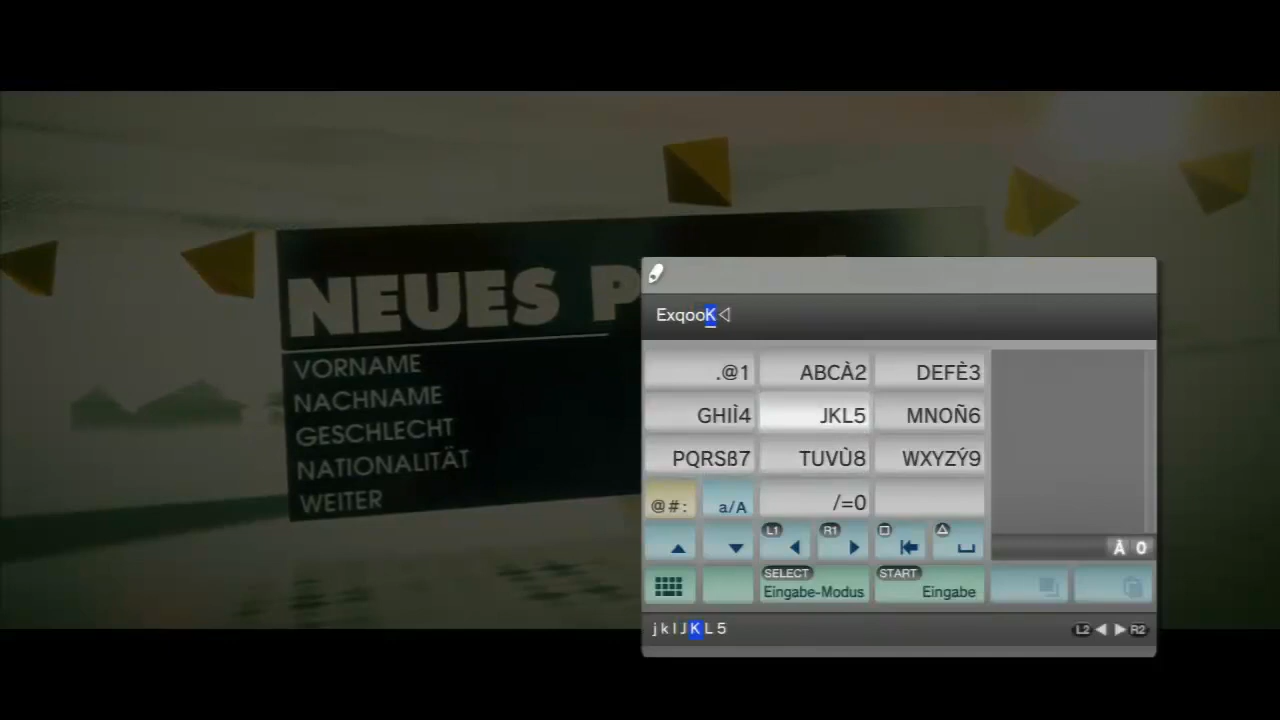 NEUES P
VORNAME
NACHNAME
GESCHLECHT
NATIONALITÄT
WEITER
ExqooK
.@1 ABCÀ2 DEFÈ3
GHIÌ4 JKL5 MNOÑ6
PQRSß7 TUVÙ8 WXYZÝ9
@#: a/A /=0
L1 R1
À 0
SELECT START
Eingabe-Modus Eingabe
jklJKL5 L2 R2